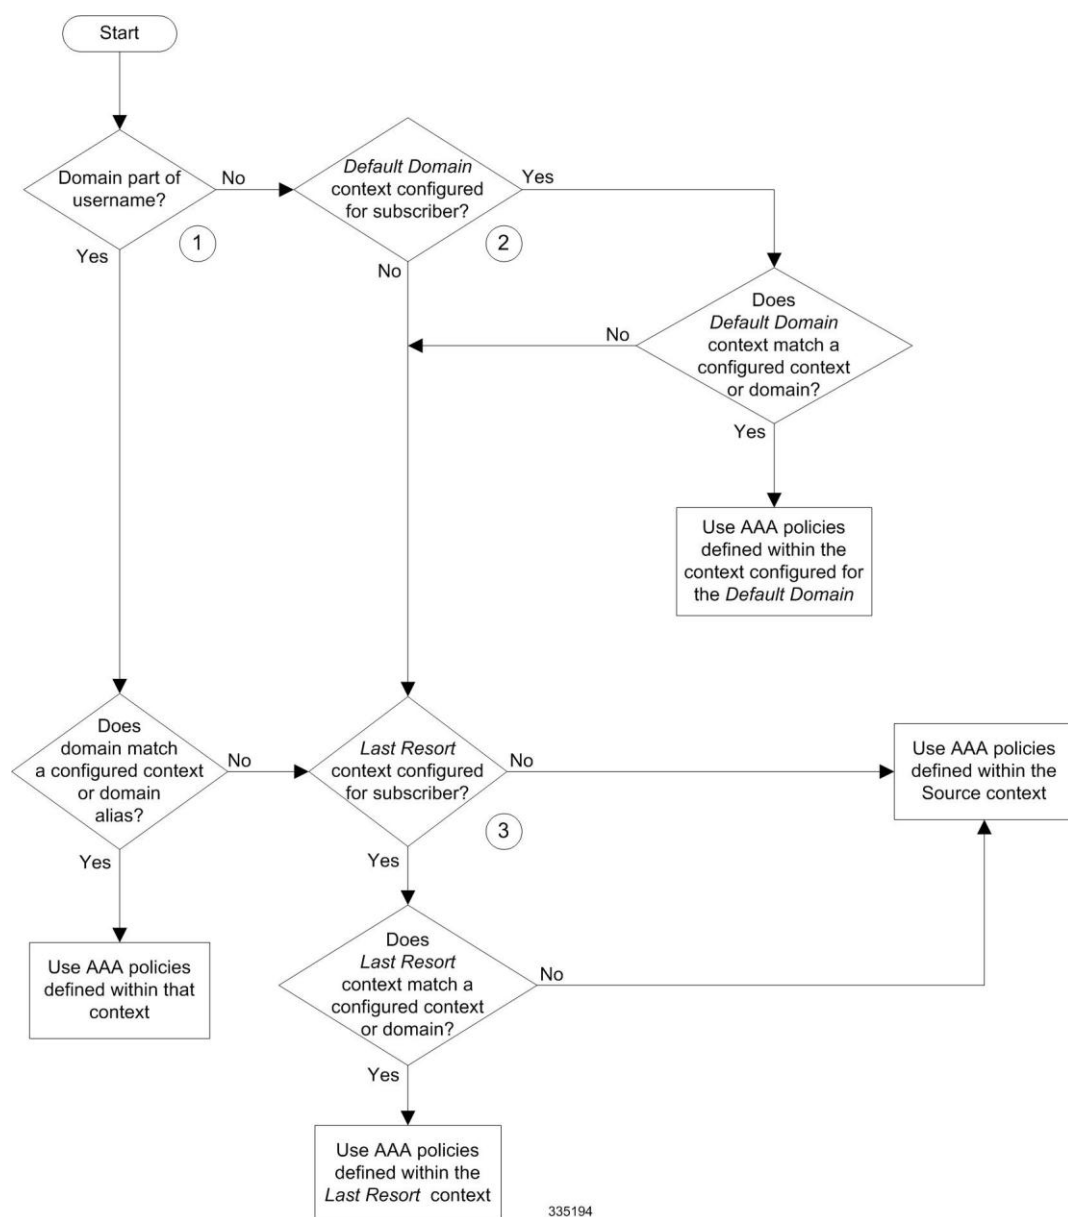 Start
Domain part of
username?
No
Default Domain
context configured
for subscriber?
Yes
1
2
Yes
No
Does
Default Domain
context match a
configured context
or domain?
No
Yes
Use AAA policies
defined within the
context configured for
the Default Domain
Does
domain match
a configured context
or domain
alias?
No
Last Resort
context configured
for subscriber?
No
Use AAA policies
defined within the
Source context
3
Yes
Yes
Use AAA policies
defined within that
context
Does
Last Resort
context match a
configured context
or domain?
No
Yes
Use AAA policies
defined within the
Last Resort context
335194